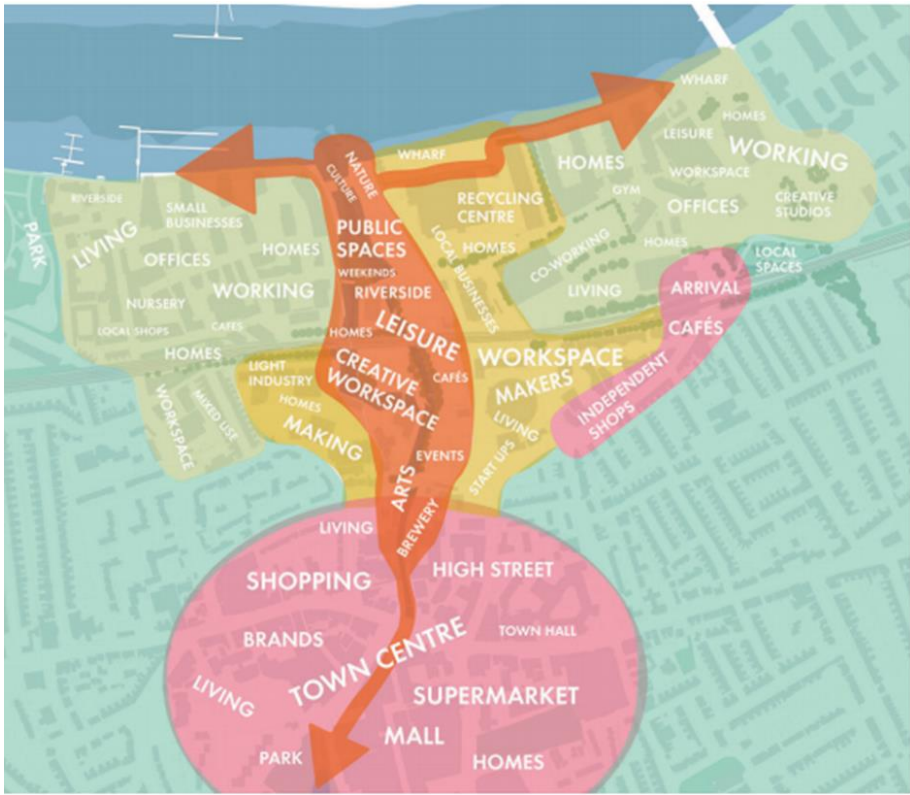 WHARF
HOMES
LEISURE
WORKING
WORKSPACE
OFFICES
CREATIVE
STUDIOS
GYM
HOMES
HOMES
CO-WORKING
LIVING
LOCAL
SPACES
NATURE
CULTURE
WHARF
RECYCLING
CENTRE
HOMES
LOCAL BUSINESSES
PUBLIC
SPACES
WEEKENDS
RIVERSIDE
LEISURE
HOMES
CREATIVE
WORKSPACE
CAFÉS
EVENTS
ARTS
BREWERY
PARK
RIVERSIDE
SMALL
BUSINESSES
LIVING
OFFICES
HOMES
NURSERY
WORKING
LOCAL SHOPS
CAFES
HOMES
WORKSPACE
MIXED USE
LIGHT
INDUSTRY
HOMES
MAKING
WORKSPACE
MAKERS
LIVING
START UPS
ARRIVAL
CAFÉS
INDEPENDENT
SHOPS
LIVING
SHOPPING
HIGH STREET
BRANDS
TOWN HALL
TOWN CENTRE
LIVING
SUPERMARKET
MALL
PARK
HOMES